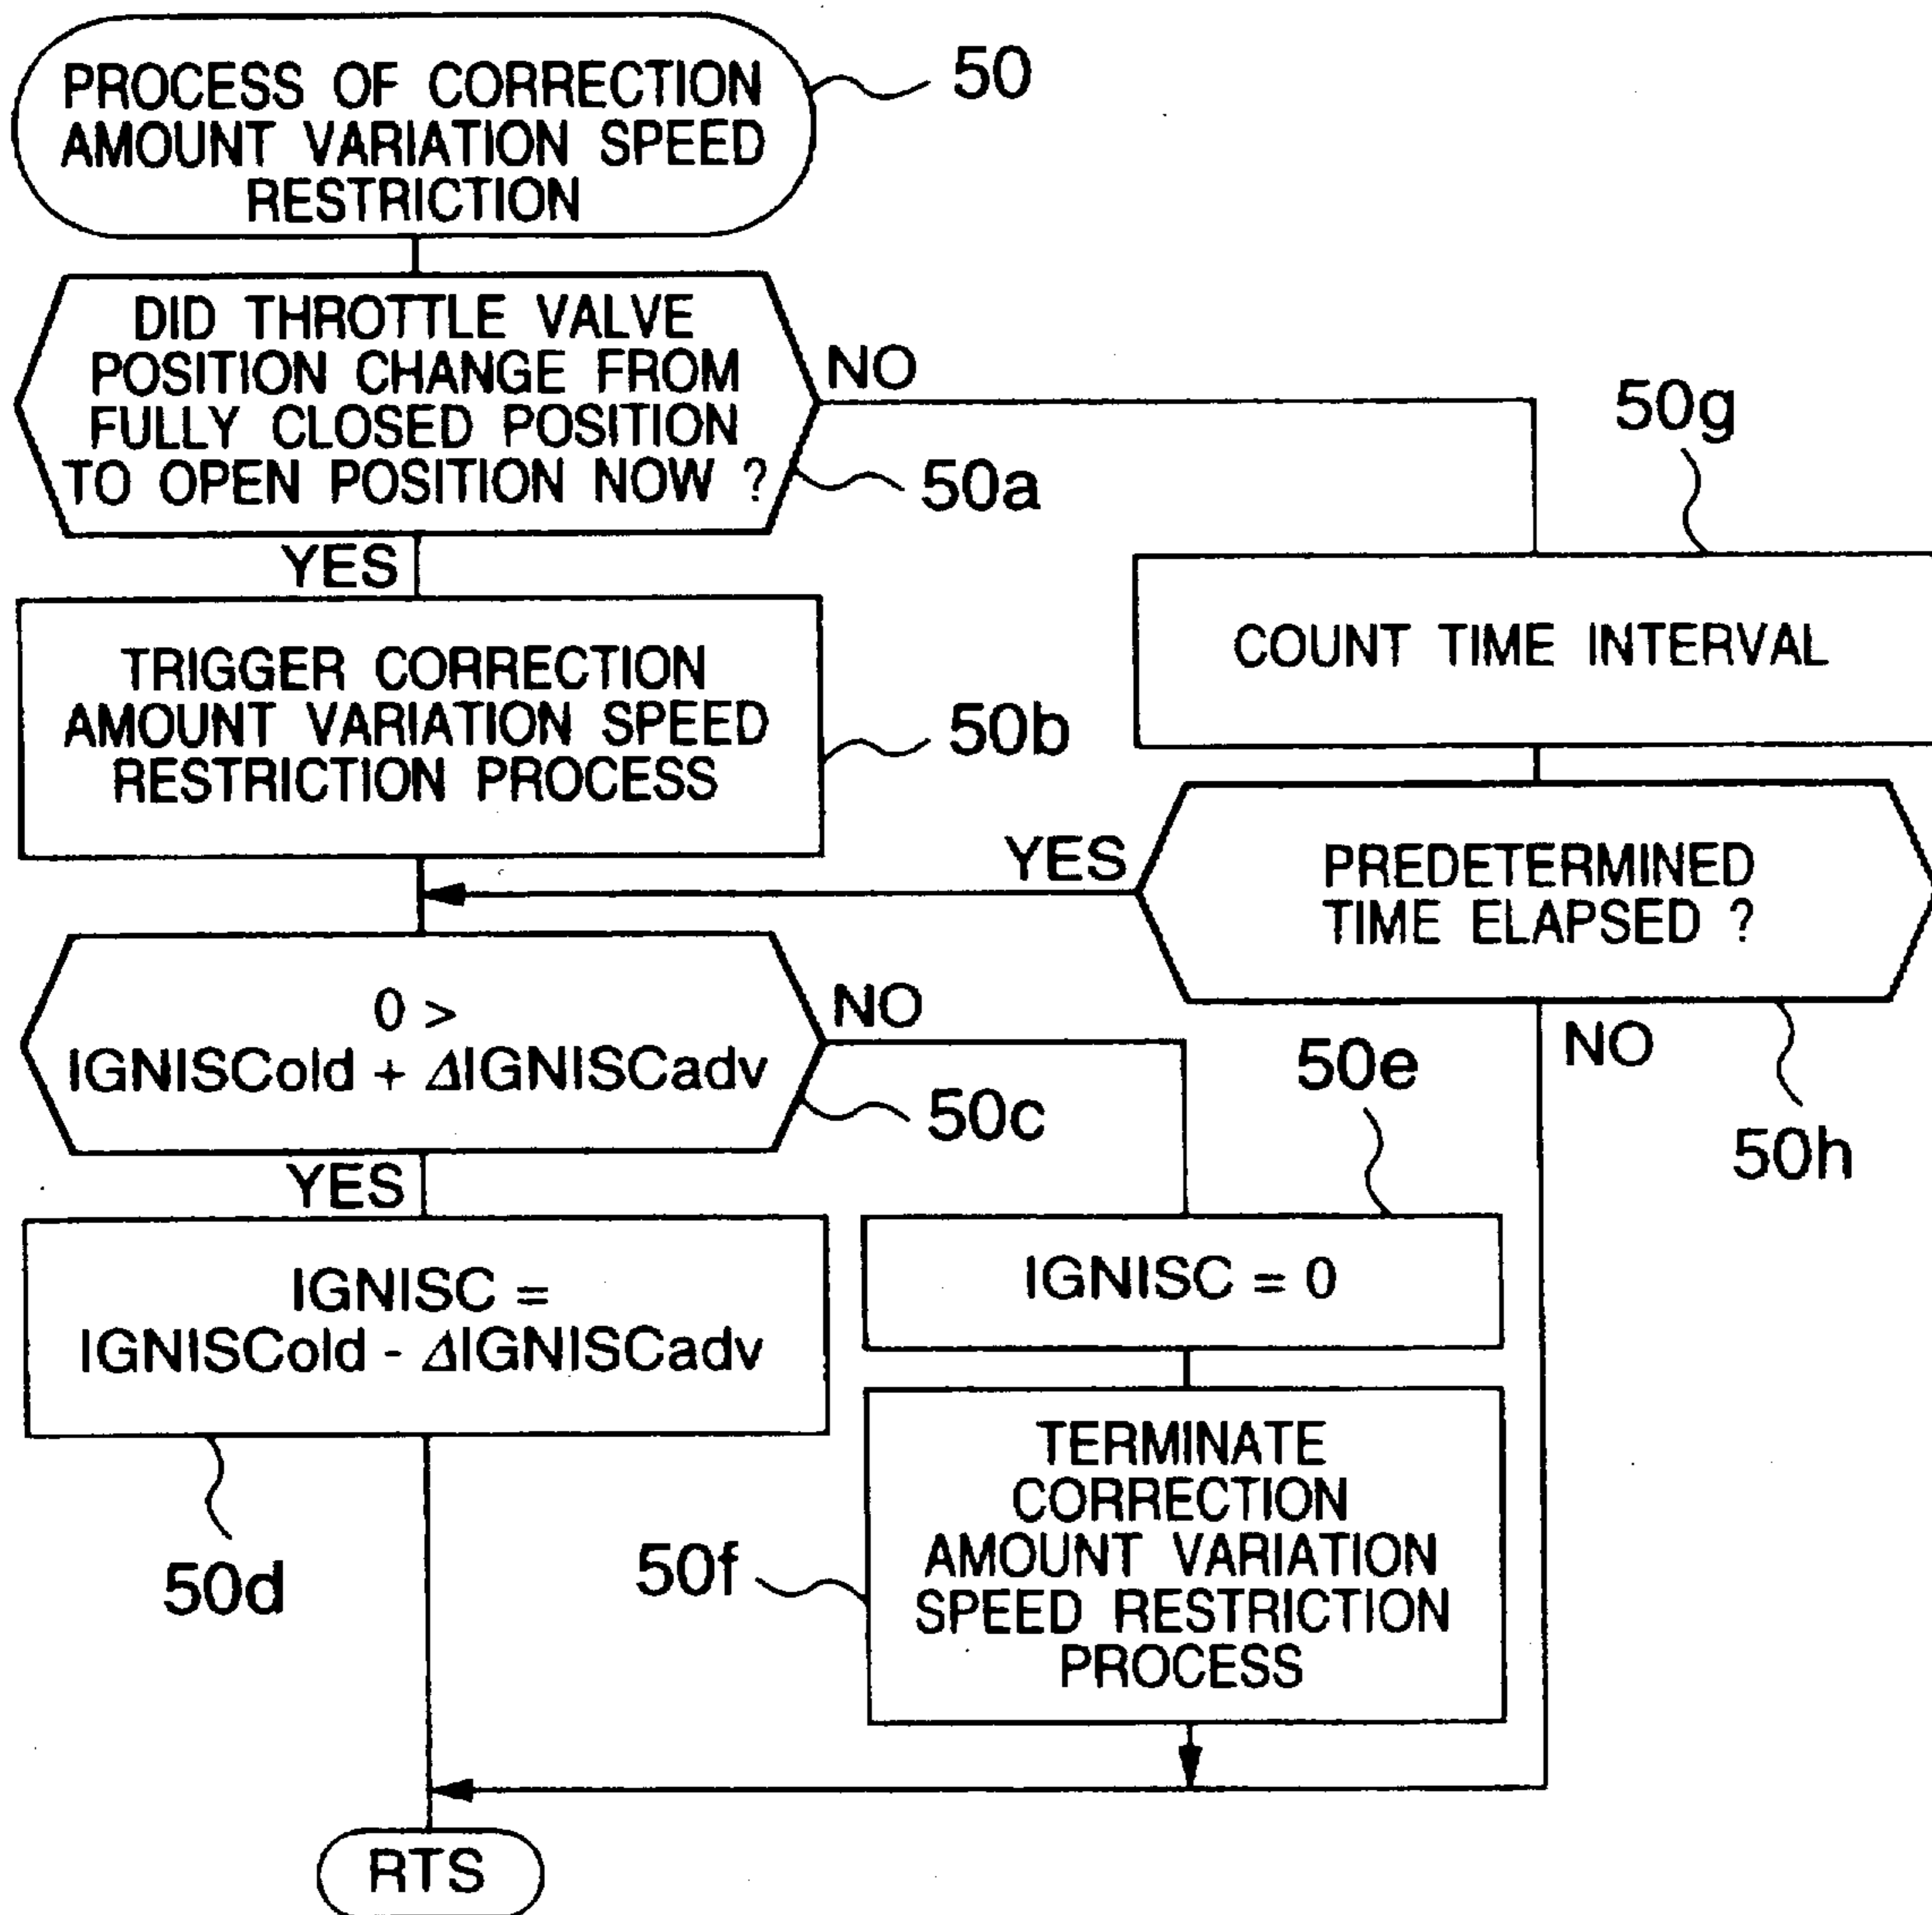 PROCESS OF CORRECTION
AMOUNT VARIATION SPEED
RESTRICTION
50
DID THROTTLE VALVE
POSITION CHANGE FROM
FULLY CLOSED POSITION
TO OPEN POSITION NOW ?
NO
50a
50g
YES
COUNT TIME INTERVAL
TRIGGER CORRECTION
AMOUNT VARIATION SPEED
RESTRICTION PROCESS
50b
YES
PREDETERMINED
TIME ELAPSED ?
0 >
IGNISCold + ΔIGNISCadv
NO
50c
50e
NO
50h
YES
IGNISC =
IGNISCold - ΔIGNISCadv
IGNISC = 0
50d
50f
TERMINATE
CORRECTION
AMOUNT VARIATION
SPEED RESTRICTION
PROCESS
RTS